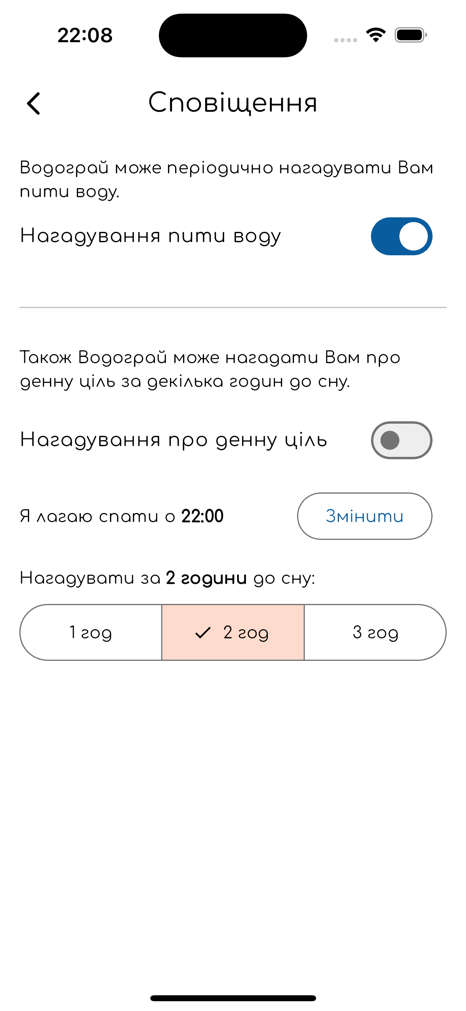 22:08
Сповіщення
Водограй може періодично нагадувати Вам
пити воду.
Нагадування пити воду
Також Водограй може нагадати Вам про
денну ціль за декілька годин до сну.
Нагадування про денну ціль
Я лагаю спати о 22:00
Змінити
Нагадувати за 2 години до сну:
1 год
2 год
3 год